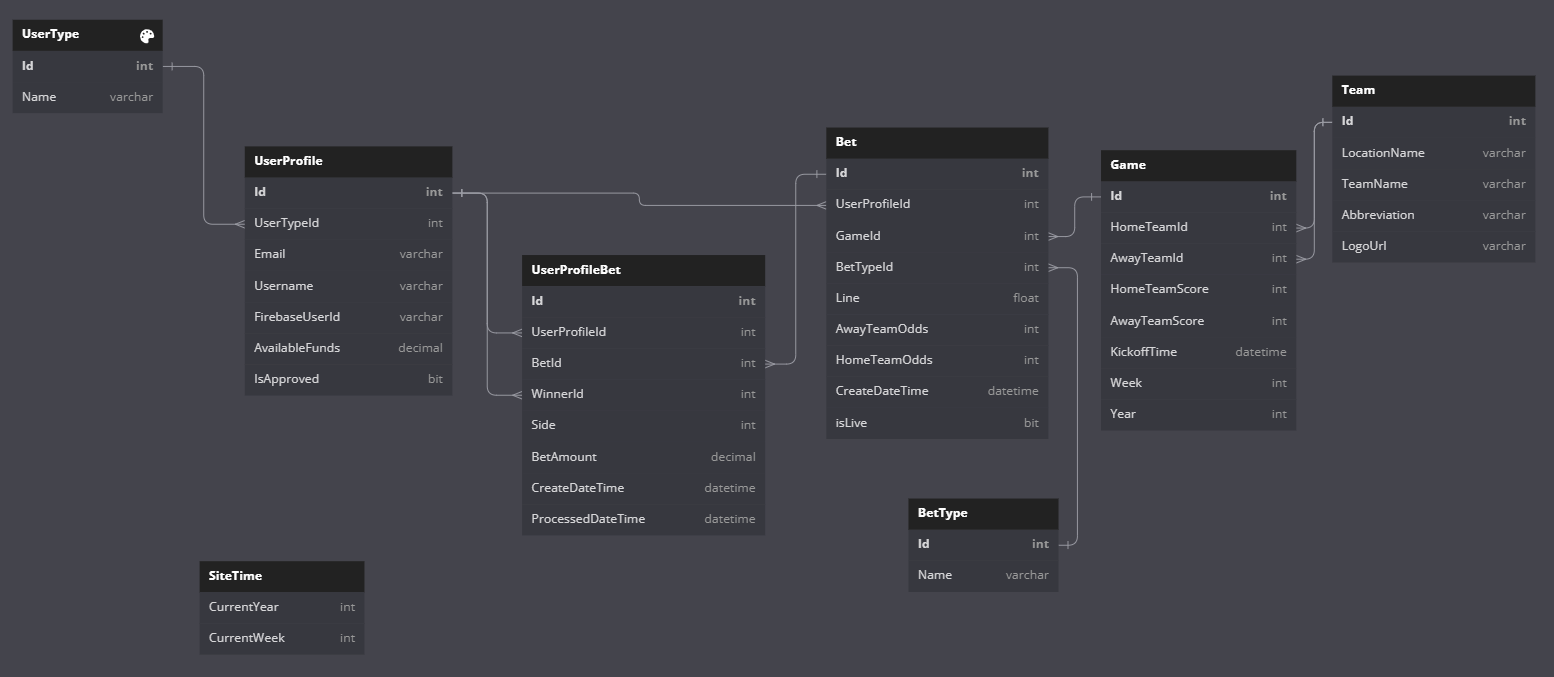 UserType
Id int
Name varchar
UserProfile
Id int
UserTypeId int
Email varchar
Username varchar
FirebaseUserId varchar
AvailableFunds decimal
IsApproved bit
UserProfileBet
Id int
UserProfileId int
BetId int
WinnerId int
Side int
BetAmount decimal
CreateDateTime datetime
ProcessedDateTime datetime
Bet
Id int
UserProfileId int
GameId int
BetTypeId int
Line float
AwayTeamOdds int
HomeTeamOdds int
CreateDateTime datetime
isLive bit
Game
Id int
HomeTeamId int
AwayTeamId int
HomeTeamScore int
AwayTeamScore int
KickoffTime datetime
Week int
Year int
Team
Id int
LocationName varchar
TeamName varchar
Abbreviation varchar
LogoUrl varchar
BetType
Id int
Name varchar
SiteTime
CurrentYear int
CurrentWeek int